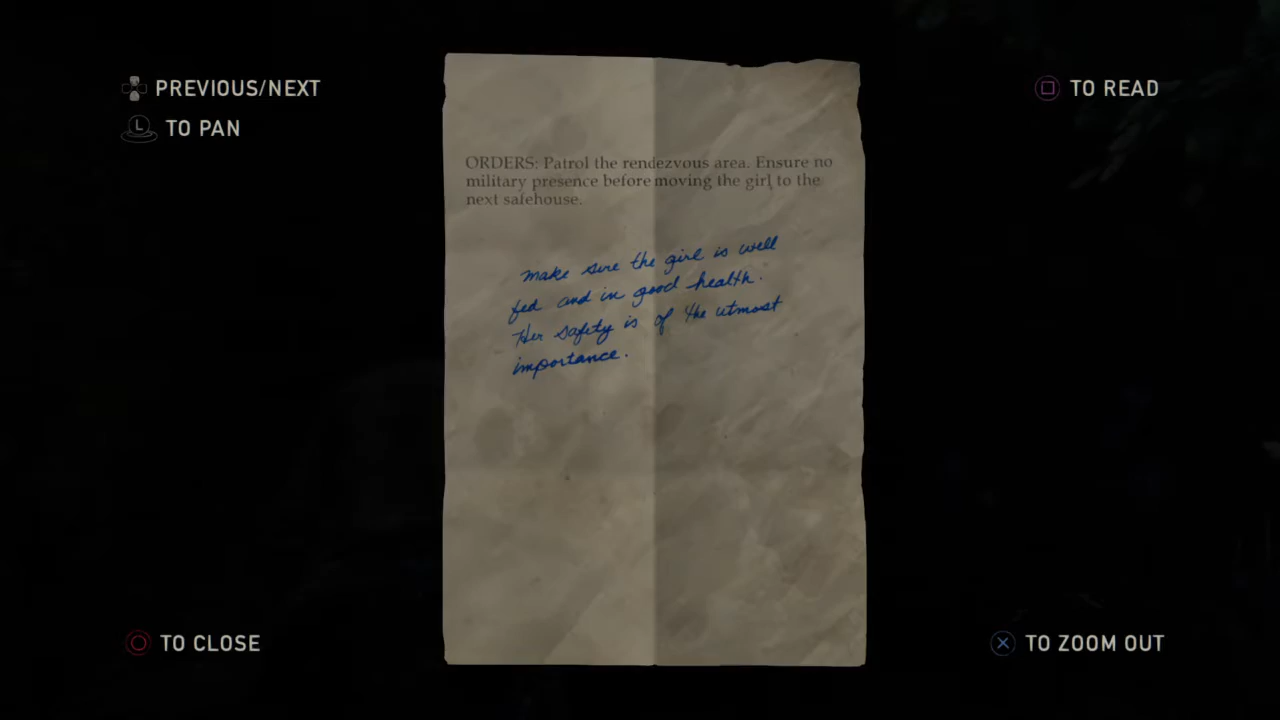 PREVIOUS/NEXT
TO PAN
TO READ
ORDERS: Patrol the rendezvous area. Ensure no
military presence before moving the girl to the
next safehouse.
make sure the girl is well
fed and in good health.
Her safety is of the utmost
importance.
TO CLOSE
TO ZOOM OUT